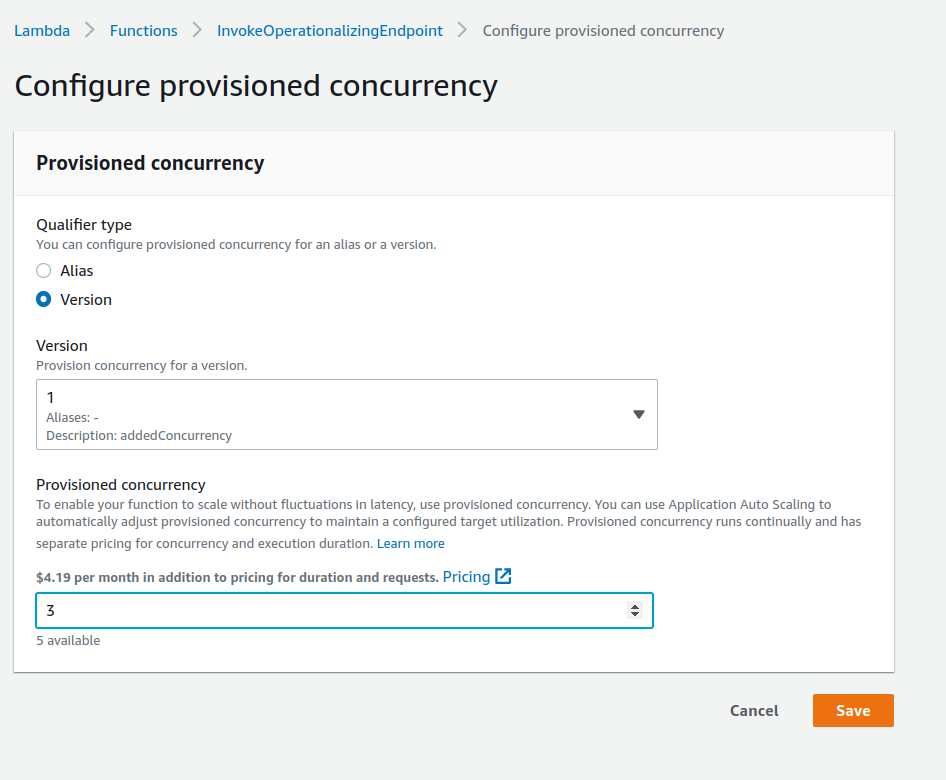 Lambda > Functions > InvokeOperationalizingEndpoint > Configure provisioned concurrency
Configure provisioned concurrency
Provisioned concurrency
Qualifier type
You can configure provisioned concurrency for an alias or a version.
Alias
Version
Version
Provision concurrency for a version.
1
Aliases: -
Description: addedConcurrency
Provisioned concurrency
To enable your function to scale without fluctuations in latency, use provisioned concurrency. You can use Application Auto Scaling to
automatically adjust provisioned concurrency to maintain a configured target utilization. Provisioned concurrency runs continually and has
separate pricing for concurrency and execution duration. Learn more
$4.19 per month in addition to pricing for duration and requests. Pricing
3
5 available
Cancel Save